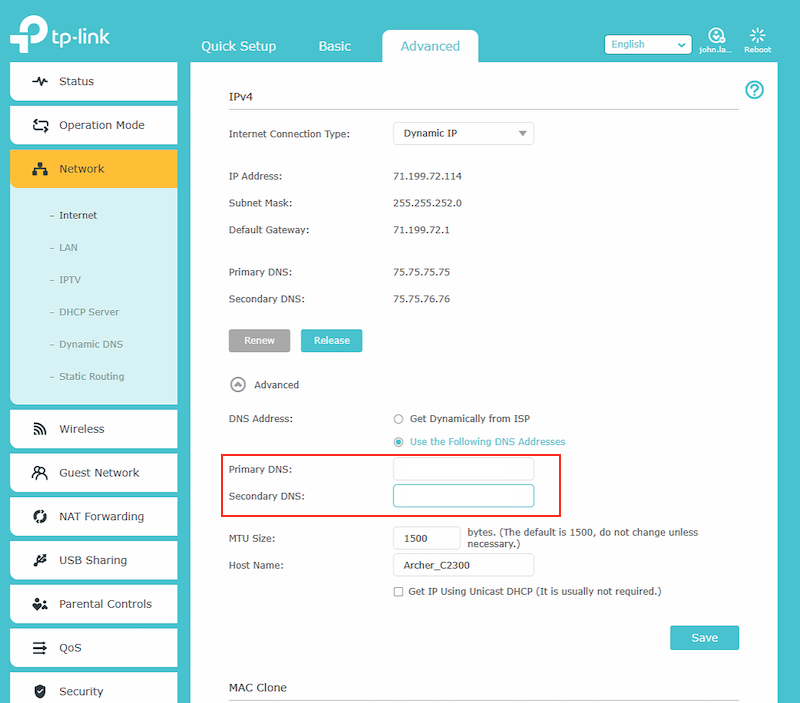 tp-link
Quick Setup
Basic
Advanced
English
john.la...
Reboot
Status
Operation Mode
Network
– Internet
– LAN
– IPTV
– DHCP Server
– Dynamic DNS
– Static Routing
Wireless
Guest Network
NAT Forwarding
USB Sharing
Parental Controls
QoS
Security
IPv4
?
Internet Connection Type: Dynamic IP
IP Address: 71.199.72.114
Subnet Mask: 255.255.252.0
Default Gateway: 71.199.72.1
Primary DNS: 75.75.75.75
Secondary DNS: 75.75.76.76
Renew Release
Advanced
DNS Address: Get Dynamically from ISP
Use the Following DNS Addresses
Primary DNS:
Secondary DNS:
MTU Size: 1500 bytes. (The default is 1500, do not change unless
necessary.)
Host Name: Archer_C2300
Get IP Using Unicast DHCP (It is usually not required.)
Save
MAC Clone